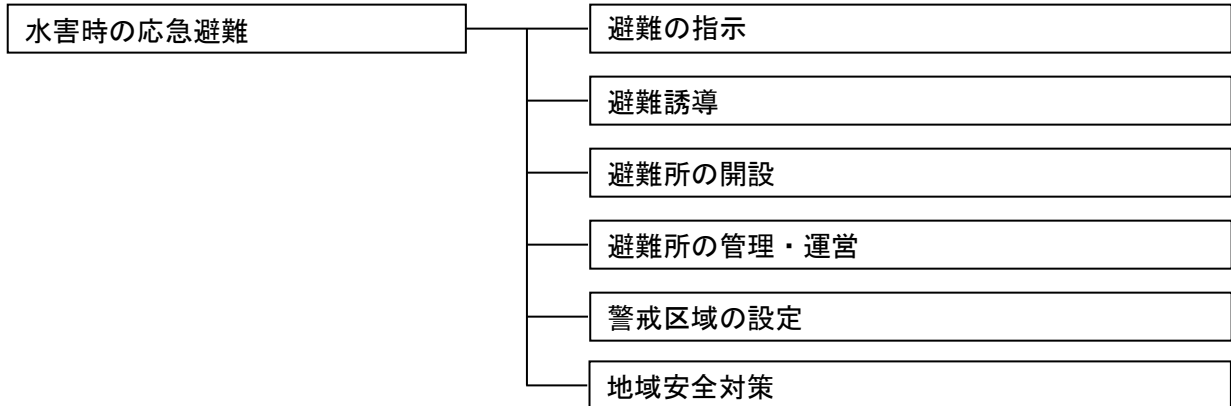 水害時の応急避難
避難の指示
避難誘導
避難所の開設
避難所の管理・運営
警戒区域の設定
地域安全対策